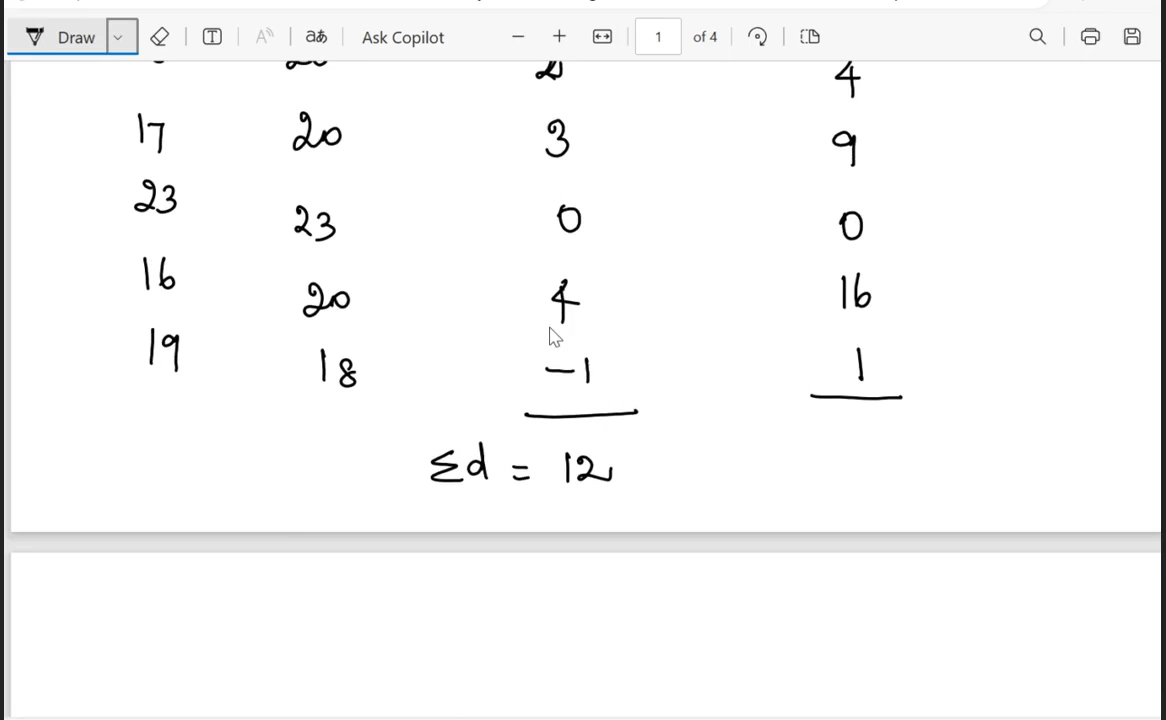 Draw Ask Copilot 1 of 4
4
17 20 3 9
23 23 0 0
16 20 4 16
19 18 -1 1
Σd = 12